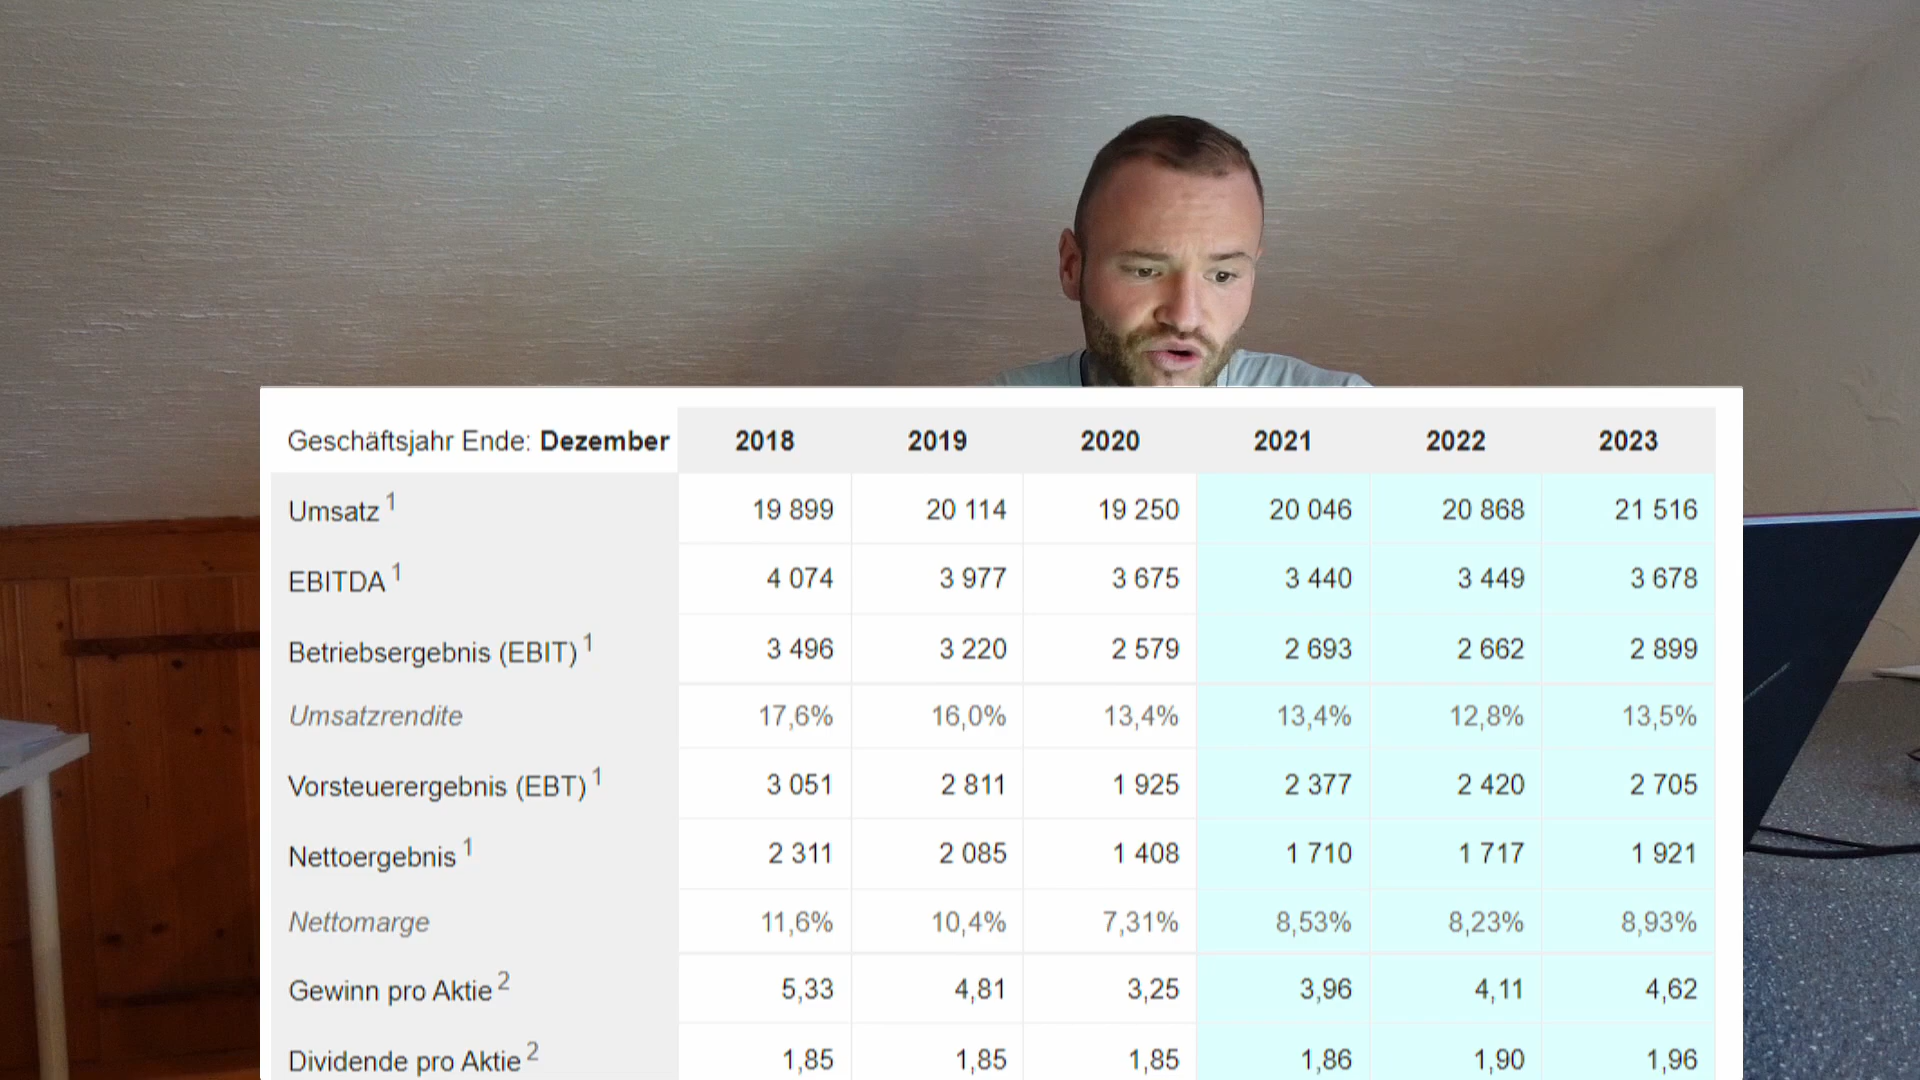 Geschäftsjahr Ende: Dezember 2018 2019 2020 2021 2022 2023
Umsatz 1 19 899 20 114 19 250 20 046 20 868 21 516
EBITDA 1 4 074 3 977 3 675 3 440 3 449 3 678
Betriebsergebnis (EBIT) 1 3 496 3 220 2 579 2 693 2 662 2 899
Umsatzrendite 17,6% 16,0% 13,4% 13,4% 12,8% 13,5%
Vorsteuerergebnis (EBT) 1 3 051 2 811 1 925 2 377 2 420 2 705
Nettoergebnis 1 2 311 2 085 1 408 1 710 1 717 1 921
Nettomarge 11,6% 10,4% 7,31% 8,53% 8,23% 8,93%
Gewinn pro Aktie 2 5,33 4,81 3,25 3,96 4,11 4,62
Dividende pro Aktie 2 1,85 1,85 1,85 1,86 1,90 1,96